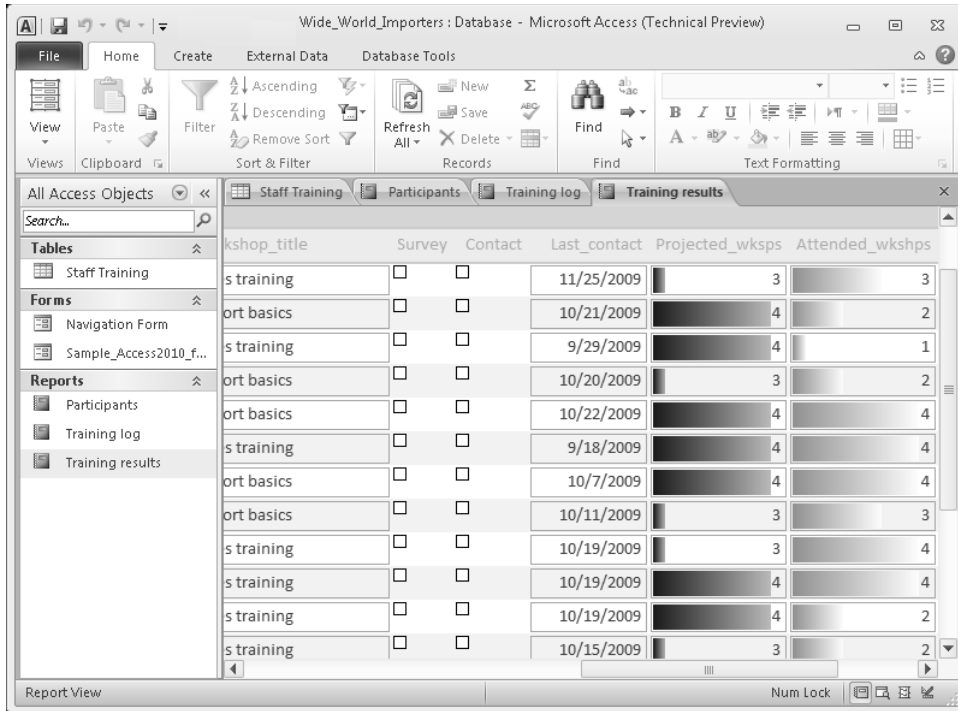 Wide_World_Importers : Database - Microsoft Access (Technical Preview)
File Home Create External Data Database Tools
View
Paste
Filter
Ascending
Descending
Remove Sort
Refresh All
New
Save
Delete
Find
Views Clipboard Sort & Filter Records Find Text Formatting
All Access Objects
Search...
Tables
Staff Training
Forms
Navigation Form
Sample_Access2010_f...
Reports
Participants
Training log
Training results
Staff Training Participants Training log Training results
kshop_title Survey Contact Last_contact Projected_wksps Attended_wkshps
s training 11/25/2009 3 3
ort basics 10/21/2009 4 2
s training 9/29/2009 4 1
ort basics 10/20/2009 3 2
ort basics 10/22/2009 4 4
s training 9/18/2009 4 4
ort basics 10/7/2009 4 4
ort basics 10/11/2009 3 3
s training 10/19/2009 3 4
s training 10/19/2009 4 4
s training 10/19/2009 4 2
s training 10/15/2009 3 2
Report View Num Lock